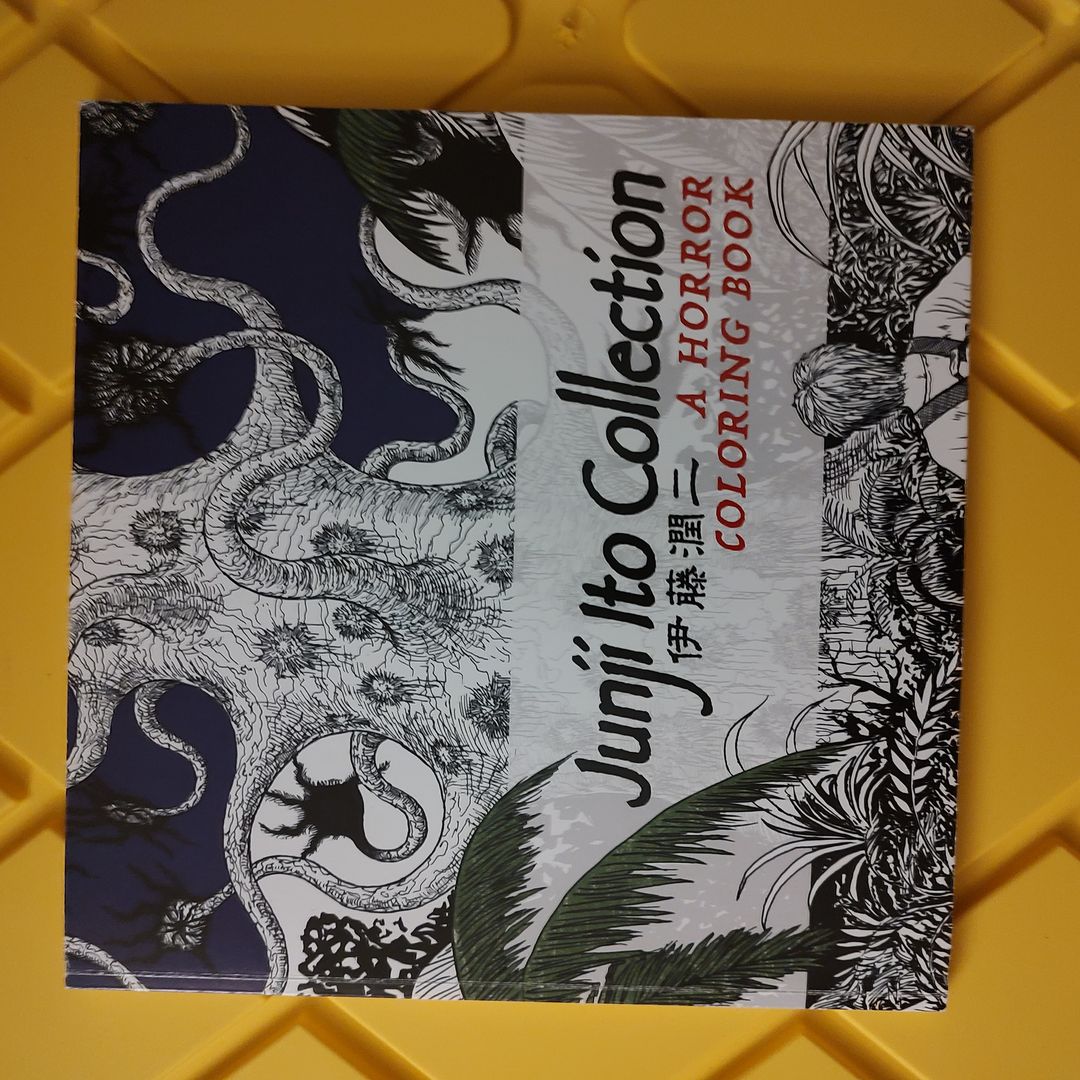 Junji Ito Collection
伊藤潤二
A HORROR
COLORING BOOK